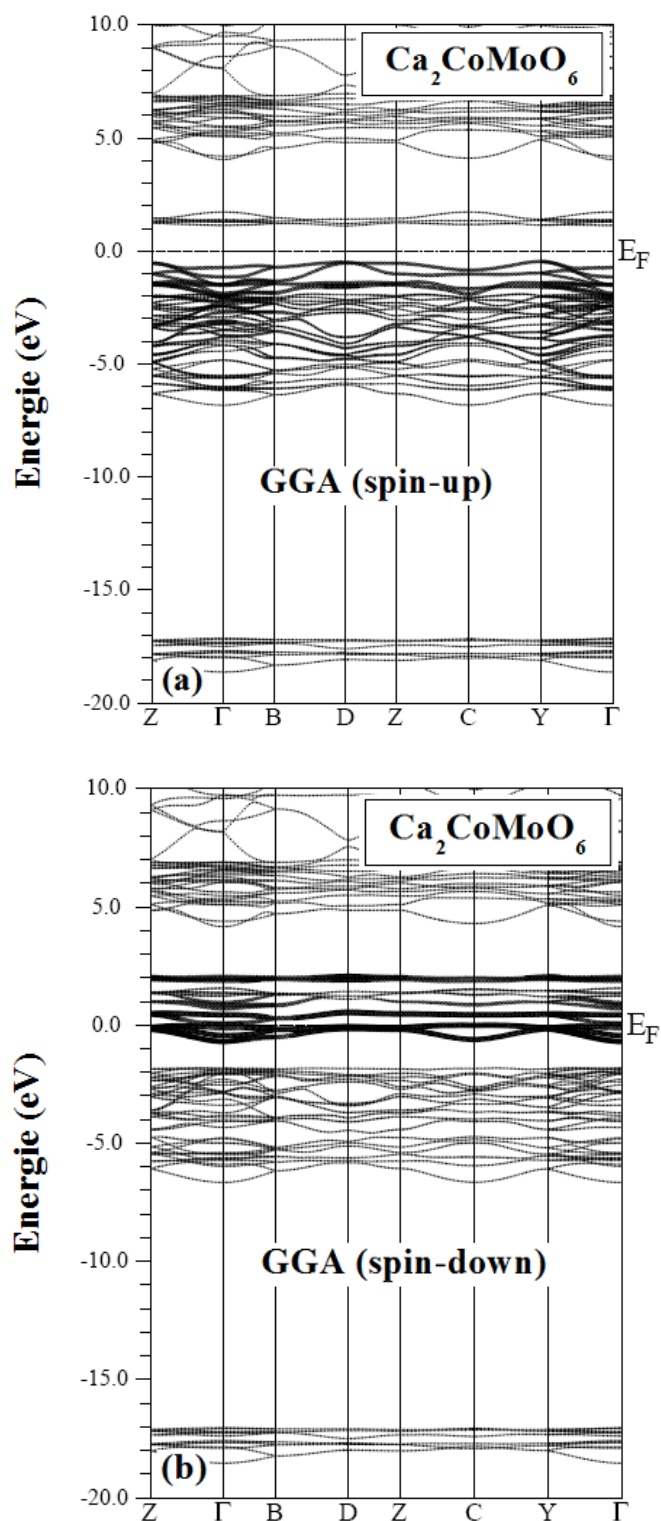 10.0
Ca₂CoMoO₆
5.0
0.0
E_F
Energie (eV)
-5.0
-10.0
GGA (spin-up)
-15.0
(a)
-20.0
Z Γ B D Z C Y Γ
10.0
Ca₂CoMoO₆
5.0
0.0
E_F
Energie (eV)
-5.0
-10.0
GGA (spin-down)
-15.0
(b)
-20.0
Z Γ B D Z C Y Γ